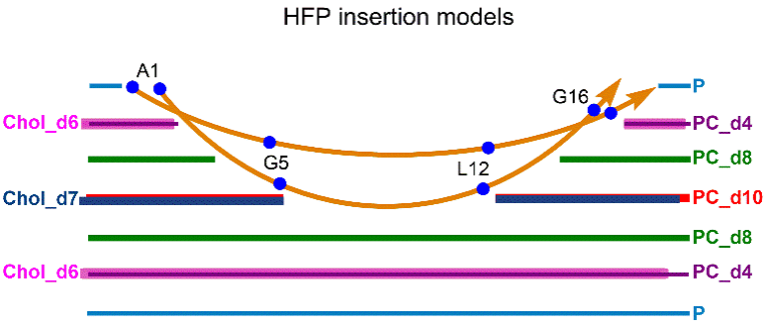 HFP insertion models
A1
G16
P
Chol_d6
PC_d4
G5
L12
PC_d8
Chol_d7
PC_d10
PC_d8
Chol_d6
PC_d4
P